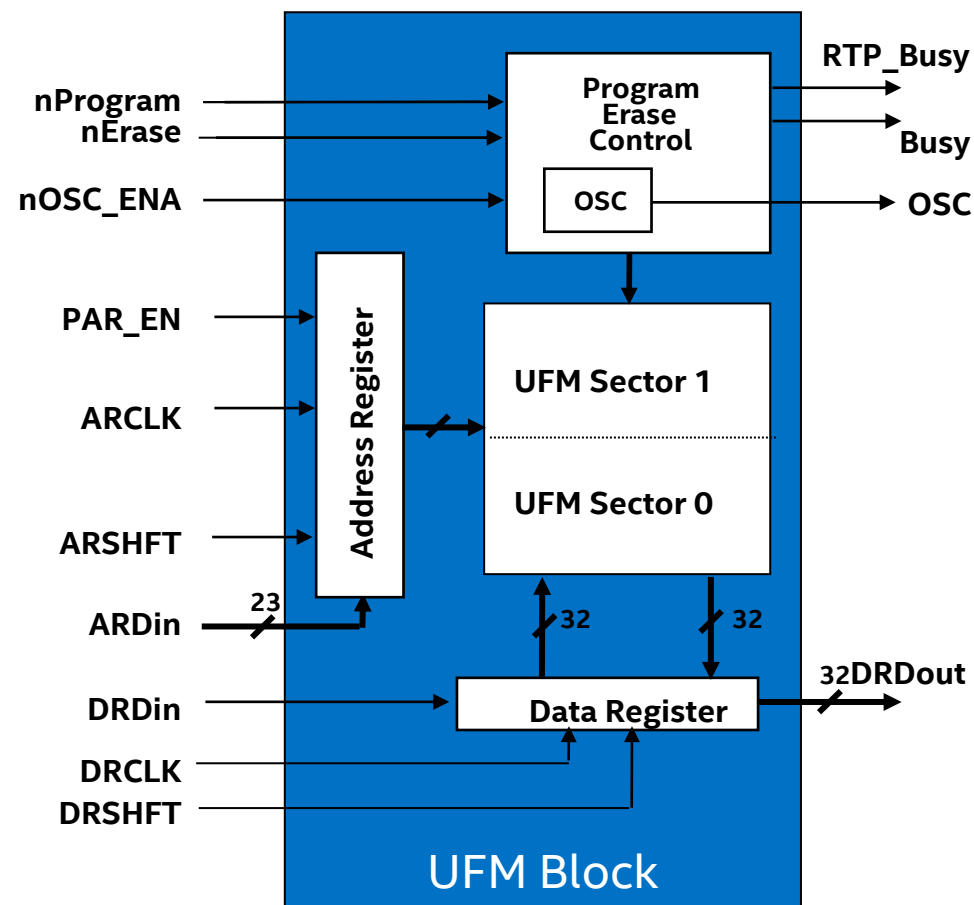 RTP_Busy
nProgram
nErase
Program
Erase
Control
Busy
nOSC_ENA
OSC
OSC
PAR_EN
ARCLK
ARSHFT
Address Register
UFM Sector 1
UFM Sector 0
ARDin
23
32
32
DRDin
Data Register
32DRDout
DRCLK
DRSHFT
UFM Block